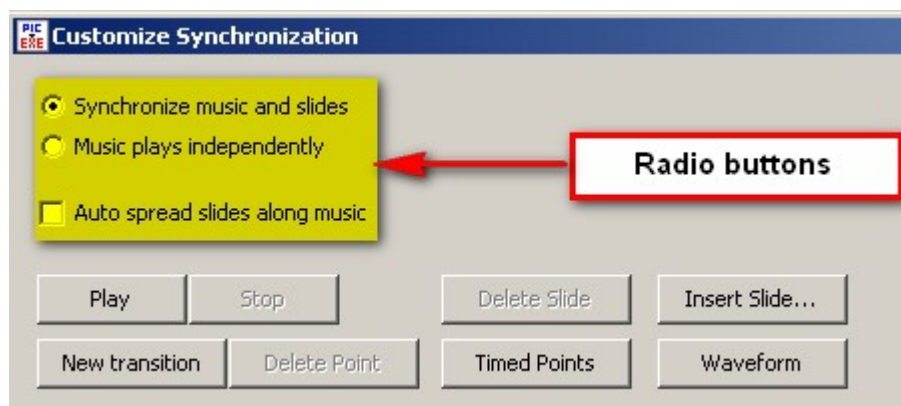 PIC
EXE
Customize Synchronization
Synchronize music and slides
Music plays independently
Radio buttons
Auto spread slides along music
Play Stop Delete Slide Insert Slide...
New transition Delete Point Timed Points Waveform